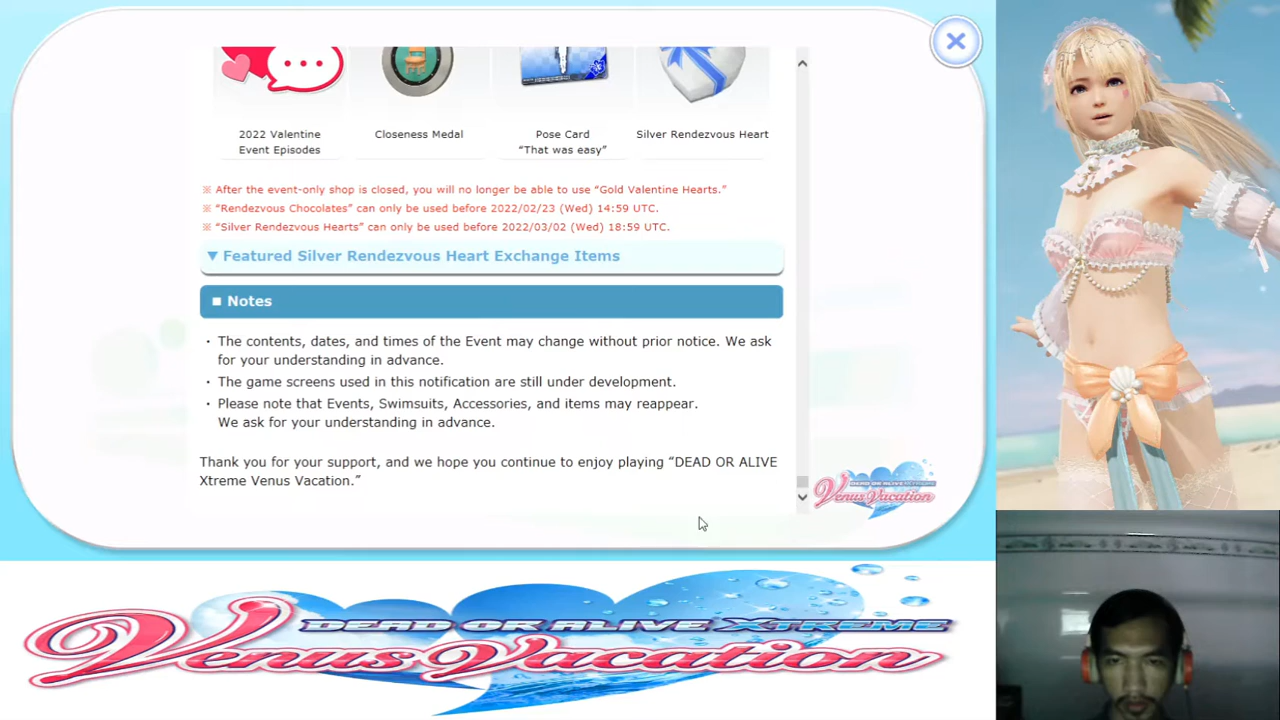 2022 Valentine
Event Episodes
Closeness Medal
Pose Card
“That was easy”
Silver Rendezvous Heart
※ After the event-only shop is closed, you will no longer be able to use “Gold Valentine Hearts.”
※ “Rendezvous Chocolates” can only be used before 2022/02/23 (Wed) 14:59 UTC.
※ “Silver Rendezvous Hearts” can only be used before 2022/03/02 (Wed) 18:59 UTC.
▼ Featured Silver Rendezvous Heart Exchange Items
■ Notes
・ The contents, dates, and times of the Event may change without prior notice. We ask
for your understanding in advance.
・ The game screens used in this notification are still under development.
・ Please note that Events, Swimsuits, Accessories, and items may reappear.
We ask for your understanding in advance.
Thank you for your support, and we hope you continue to enjoy playing “DEAD OR ALIVE
Xtreme Venus Vacation.”
DEAD OR ALIVE XTREME
Venus Vacation
DEAD OR ALIVE XTREME
Venus Vacation